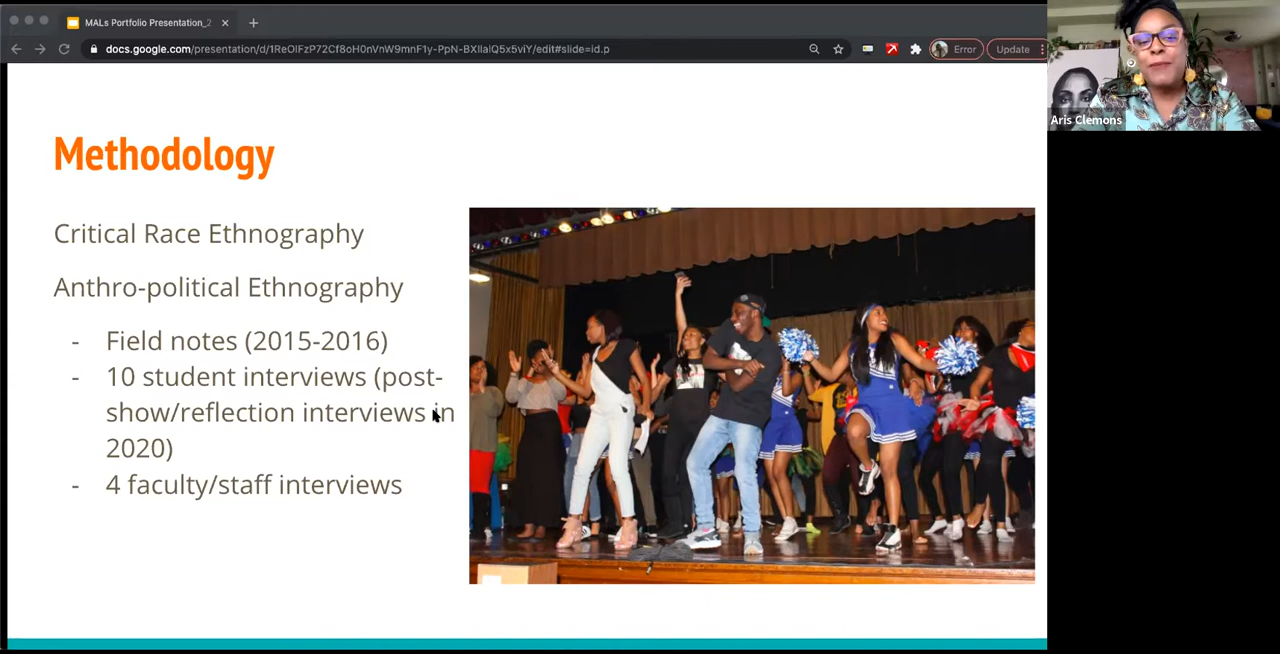 MALs Portfolio Presentation_2
docs.google.com/presentation/d/1ReOIFzP72Cf8oH0nVnW9mnF1y-PpN-BXIlalQ5x5viY/edit#slide=id.p
Error
Update
Aris Clemons
Methodology
Critical Race Ethnography
Anthro-political Ethnography
- Field notes (2015-2016)
- 10 student interviews (post-
show/reflection interviews in
2020)
- 4 faculty/staff interviews